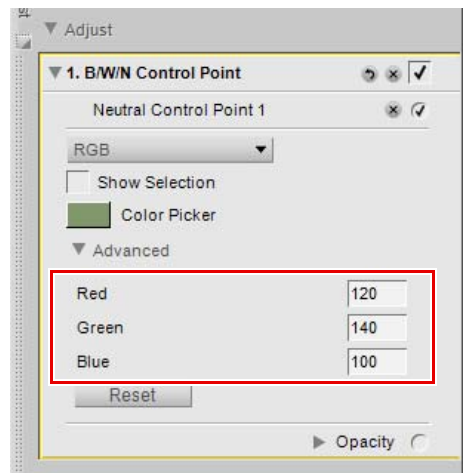 Adjust
1. B/W/N Control Point
Neutral Control Point 1
RGB
Show Selection
Color Picker
Advanced
Red 120
Green 140
Blue 100
Reset
Opacity